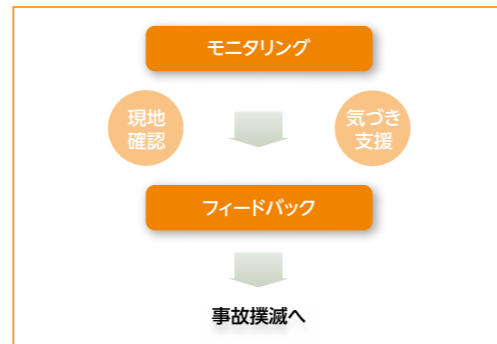 モニタリング
現地
確認
気づき
支援
フィードバック
事故撲滅へ